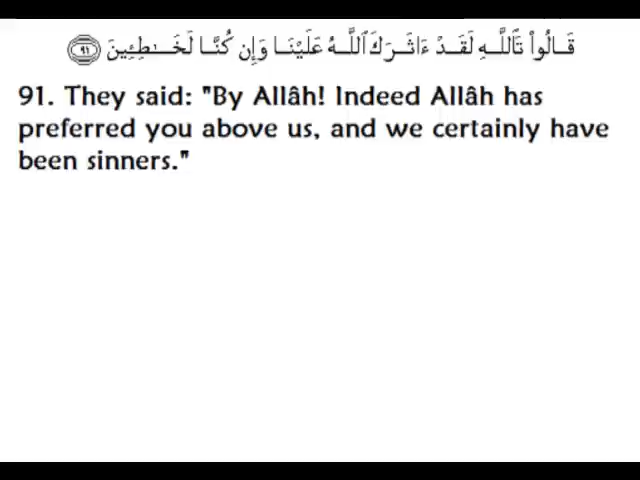 قَالُوا۟ تَٱللَّهِ لَقَدْ ءَاثَرَكَ ٱللَّهُ عَلَيْنَا وَإِن كُنَّا لَخَـٰطِـِٔينَ ٩١
91. They said: "By Allâh! Indeed Allâh has
preferred you above us, and we certainly have
been sinners."